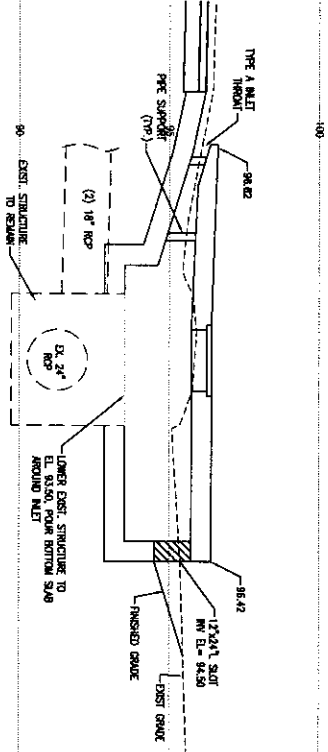 100
TYPE A INLET
THROAT
96.82
PIPE SUPPORT
(TYP.)
95
96.42
12"x24"L SLOT
INV EL= 94.50
90
(2) 18" RCP
EX. 24"
RCP
EXIST. STRUCTURE
TO REMAIN
LOWER EXIST. STRUCTURE TO
EL 93.50, POUR BOTTOM SLAB
AROUND INLET
FINISHED GRADE
EXIST GRADE